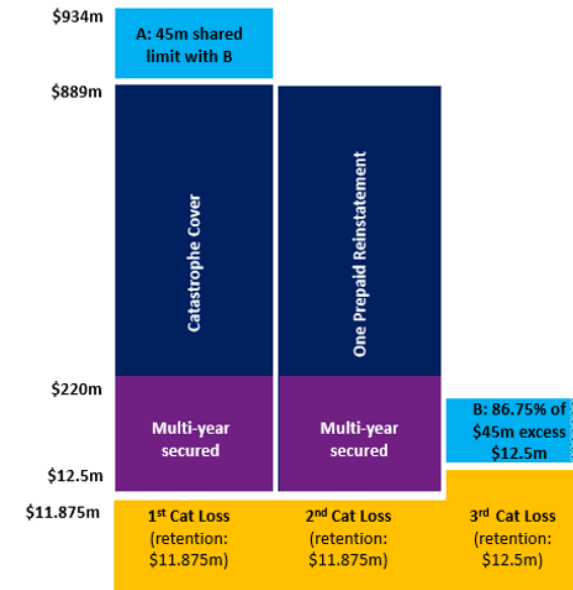 $934m
A: 45m shared
limit with B
$889m
Catastrophe Cover
One Prepaid Reinstatement
$220m
B: 86.75% of
$45m excess
$12.5m
Multi-year
secured
Multi-year
secured
$12.5m
$11.875m
1st Cat Loss
(retention:
$11.875m)
2nd Cat Loss
(retention:
$11.875m)
3rd Cat Loss
(retention:
$12.5m)